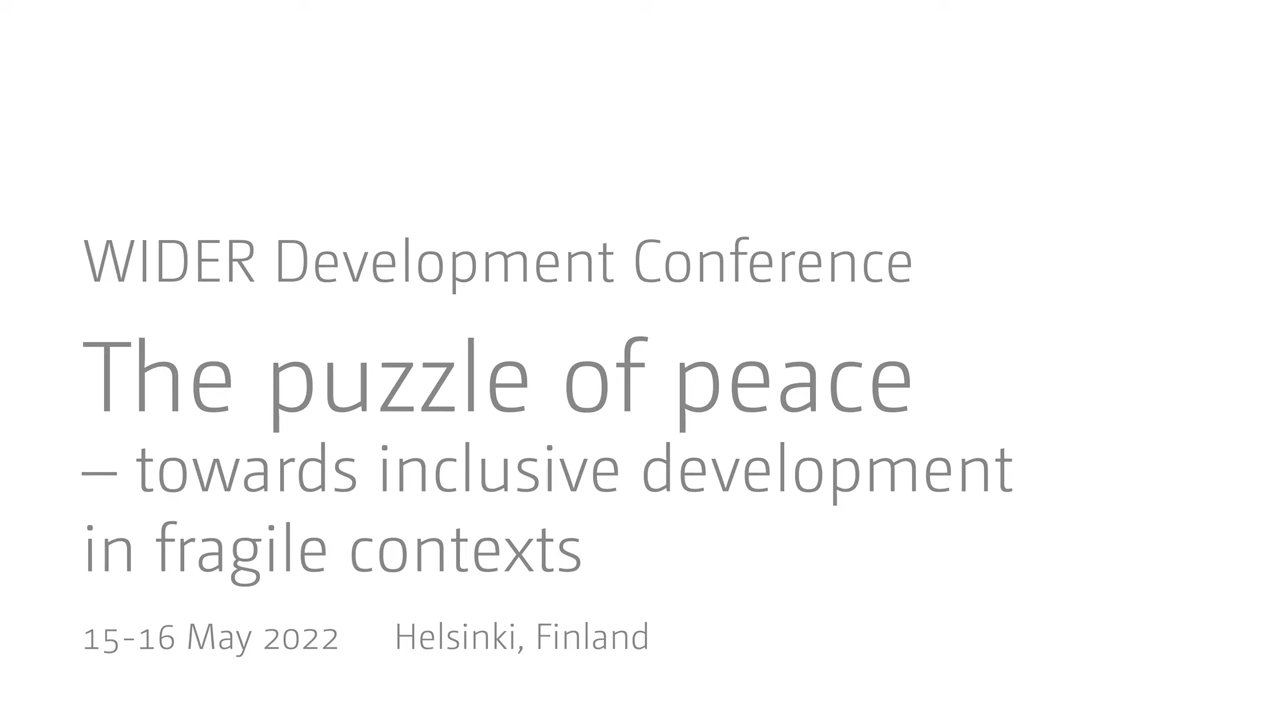 WIDER Development Conference
The puzzle of peace
– towards inclusive development
in fragile contexts
15-16 May 2022 Helsinki, Finland